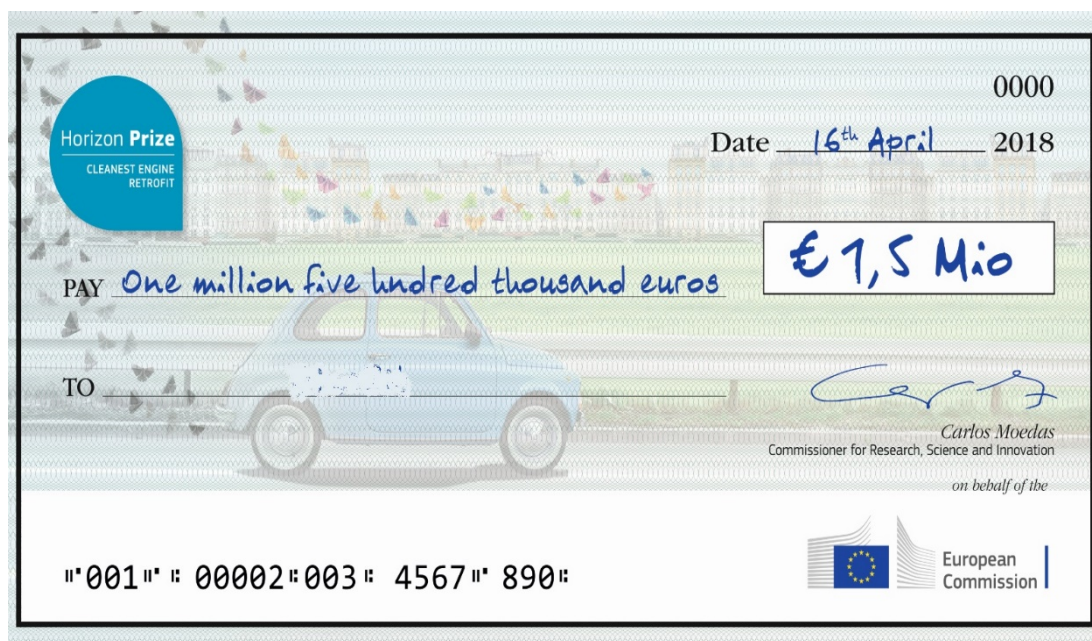 0000
Horizon Prize
CLEANEST ENGINE
RETROFIT
Date 16th April 2018
€ 1,5 Mio
PAY One million five hndred thousand euros
TO
Carlos Moedas
Commissioner for Research, Science and Innovation
on behalf of the
European
Commission
⑈001⑈ ⑆ 00002⑆003⑆ 4567⑈ 890⑆